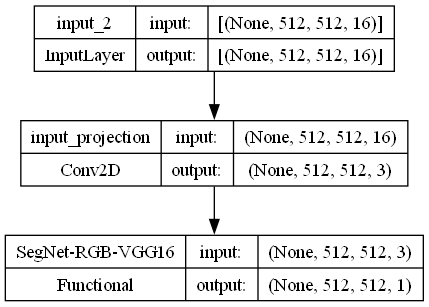 input_2 input: [(None, 512, 512, 16)]
InputLayer output: [(None, 512, 512, 16)]
input_projection input: (None, 512, 512, 16)
Conv2D output: (None, 512, 512, 3)
SegNet-RGB-VGG16 input: (None, 512, 512, 3)
Functional output: (None, 512, 512, 1)